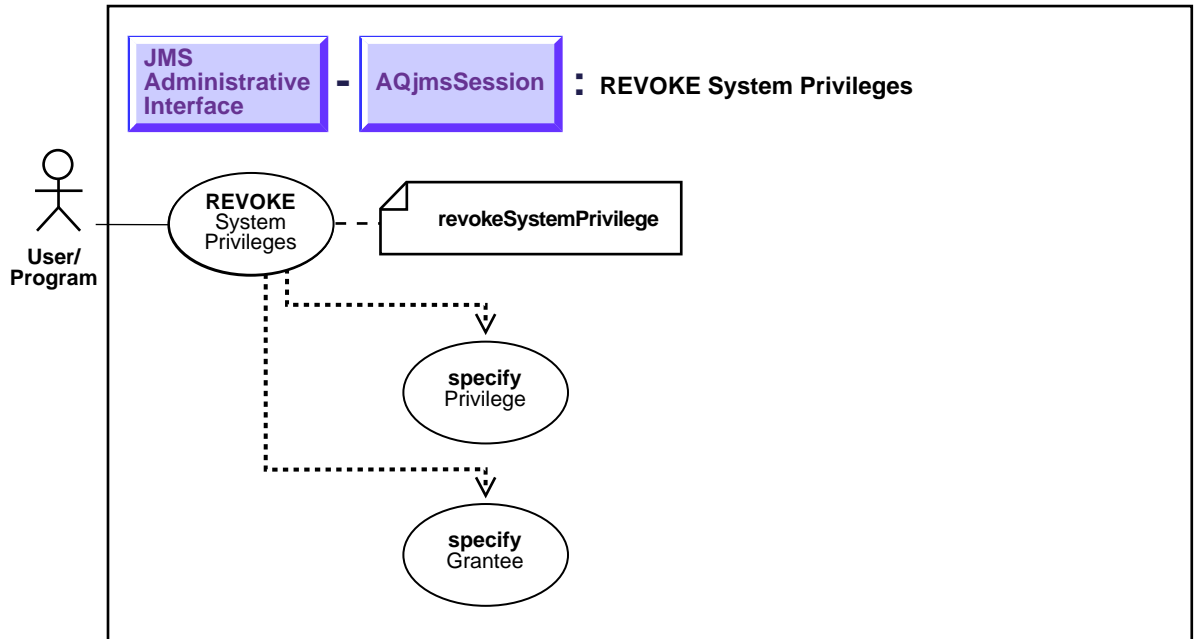 JMS
Administrative
Interface
-
AQjmsSession
: REVOKE System Privileges
REVOKE
System
Privileges
revokeSystemPrivilege
User/
Program
specify
Privilege
specify
Grantee